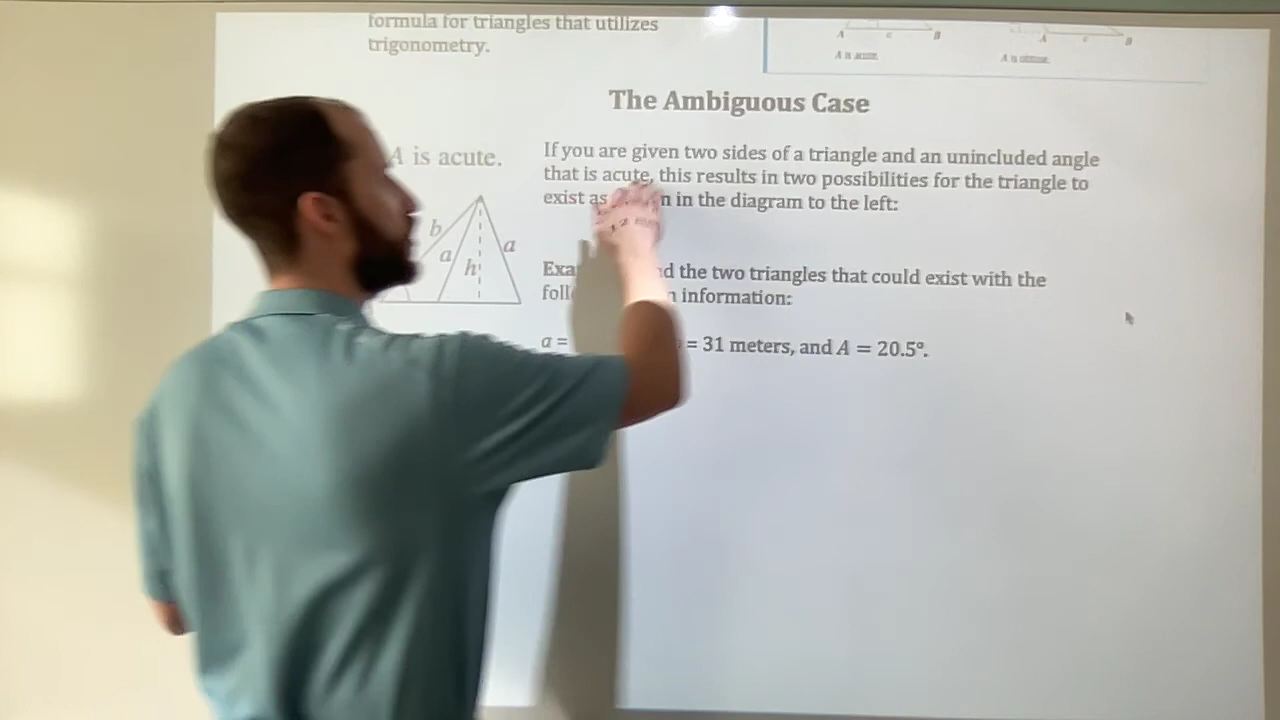 formula for triangles that utilizes
trigonometry.
A c B
A is acute.
A c B
A is obtuse.
The Ambiguous Case
A is acute.
b a h a
If you are given two sides of a triangle and an unincluded angle
that is acute, this results in two possibilities for the triangle to
exist as n in the diagram to the left:
Exa d the two triangles that could exist with the
foll n information:
a = = 31 meters, and A = 20.5°.